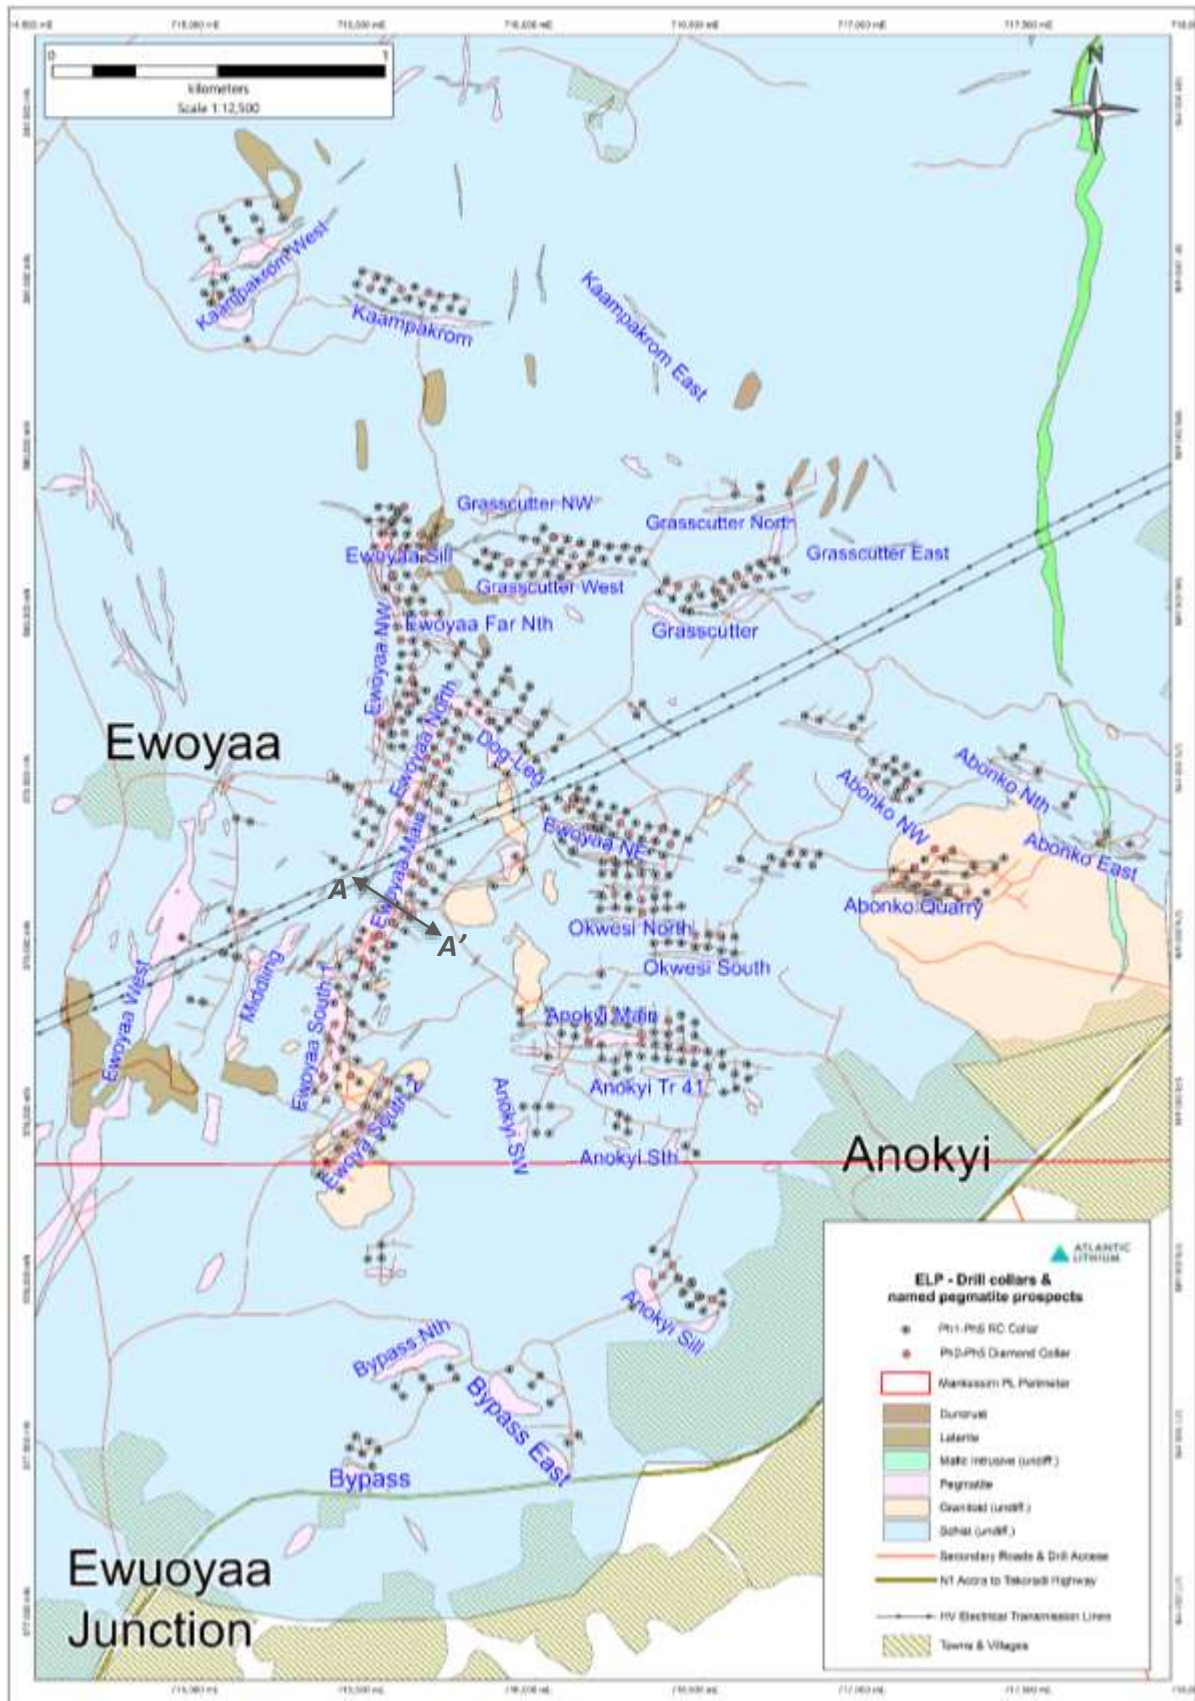 0 1
kilometers
Scale 1:12,500
N
Kaampakrom West
Kaampakrom
Kaampakrom East
Grasscutter NW
Grasscutter North
Ewoyaa Sill
Grasscutter East
Grasscutter West
Ewoyaa Far Nth
Grasscutter
Ewoyaa NW
Ewoyaa North
Ewoyaa
Dog-Leg
Abonko Nth
Abonko NW
Ewoyaa NE
Abonko East
Ewoyaa Main
A
A'
Abonko Quarry
Okwesi North
Okwesi South
Middling
Ewoyaa West
Ewoyaa South 1
Anokyi Main
Anokyi Tr 41
Ewoya South 2
Anokyi SW
Anokyi Sth
Anokyi
Anokyi Sill
Bypass Nth
Bypass East
Bypass
Ewuoyaa
Junction
ATLANTIC
LITHIUM
ELP - Drill collars &
named pegmatite prospects
Ph1-Ph5 RC Collar
Ph2-Ph5 Diamond Collar
Mankessim PL Perimeter
Duricrust
Laterite
Mafic Intrusive (undiff.)
Pegmatite
Granitoid (undiff.)
Schist (undiff.)
Secondary Roads & Drill Access
N1 Accra to Takoradi Highway
HV Electrical Transmission Lines
Towns & Villages